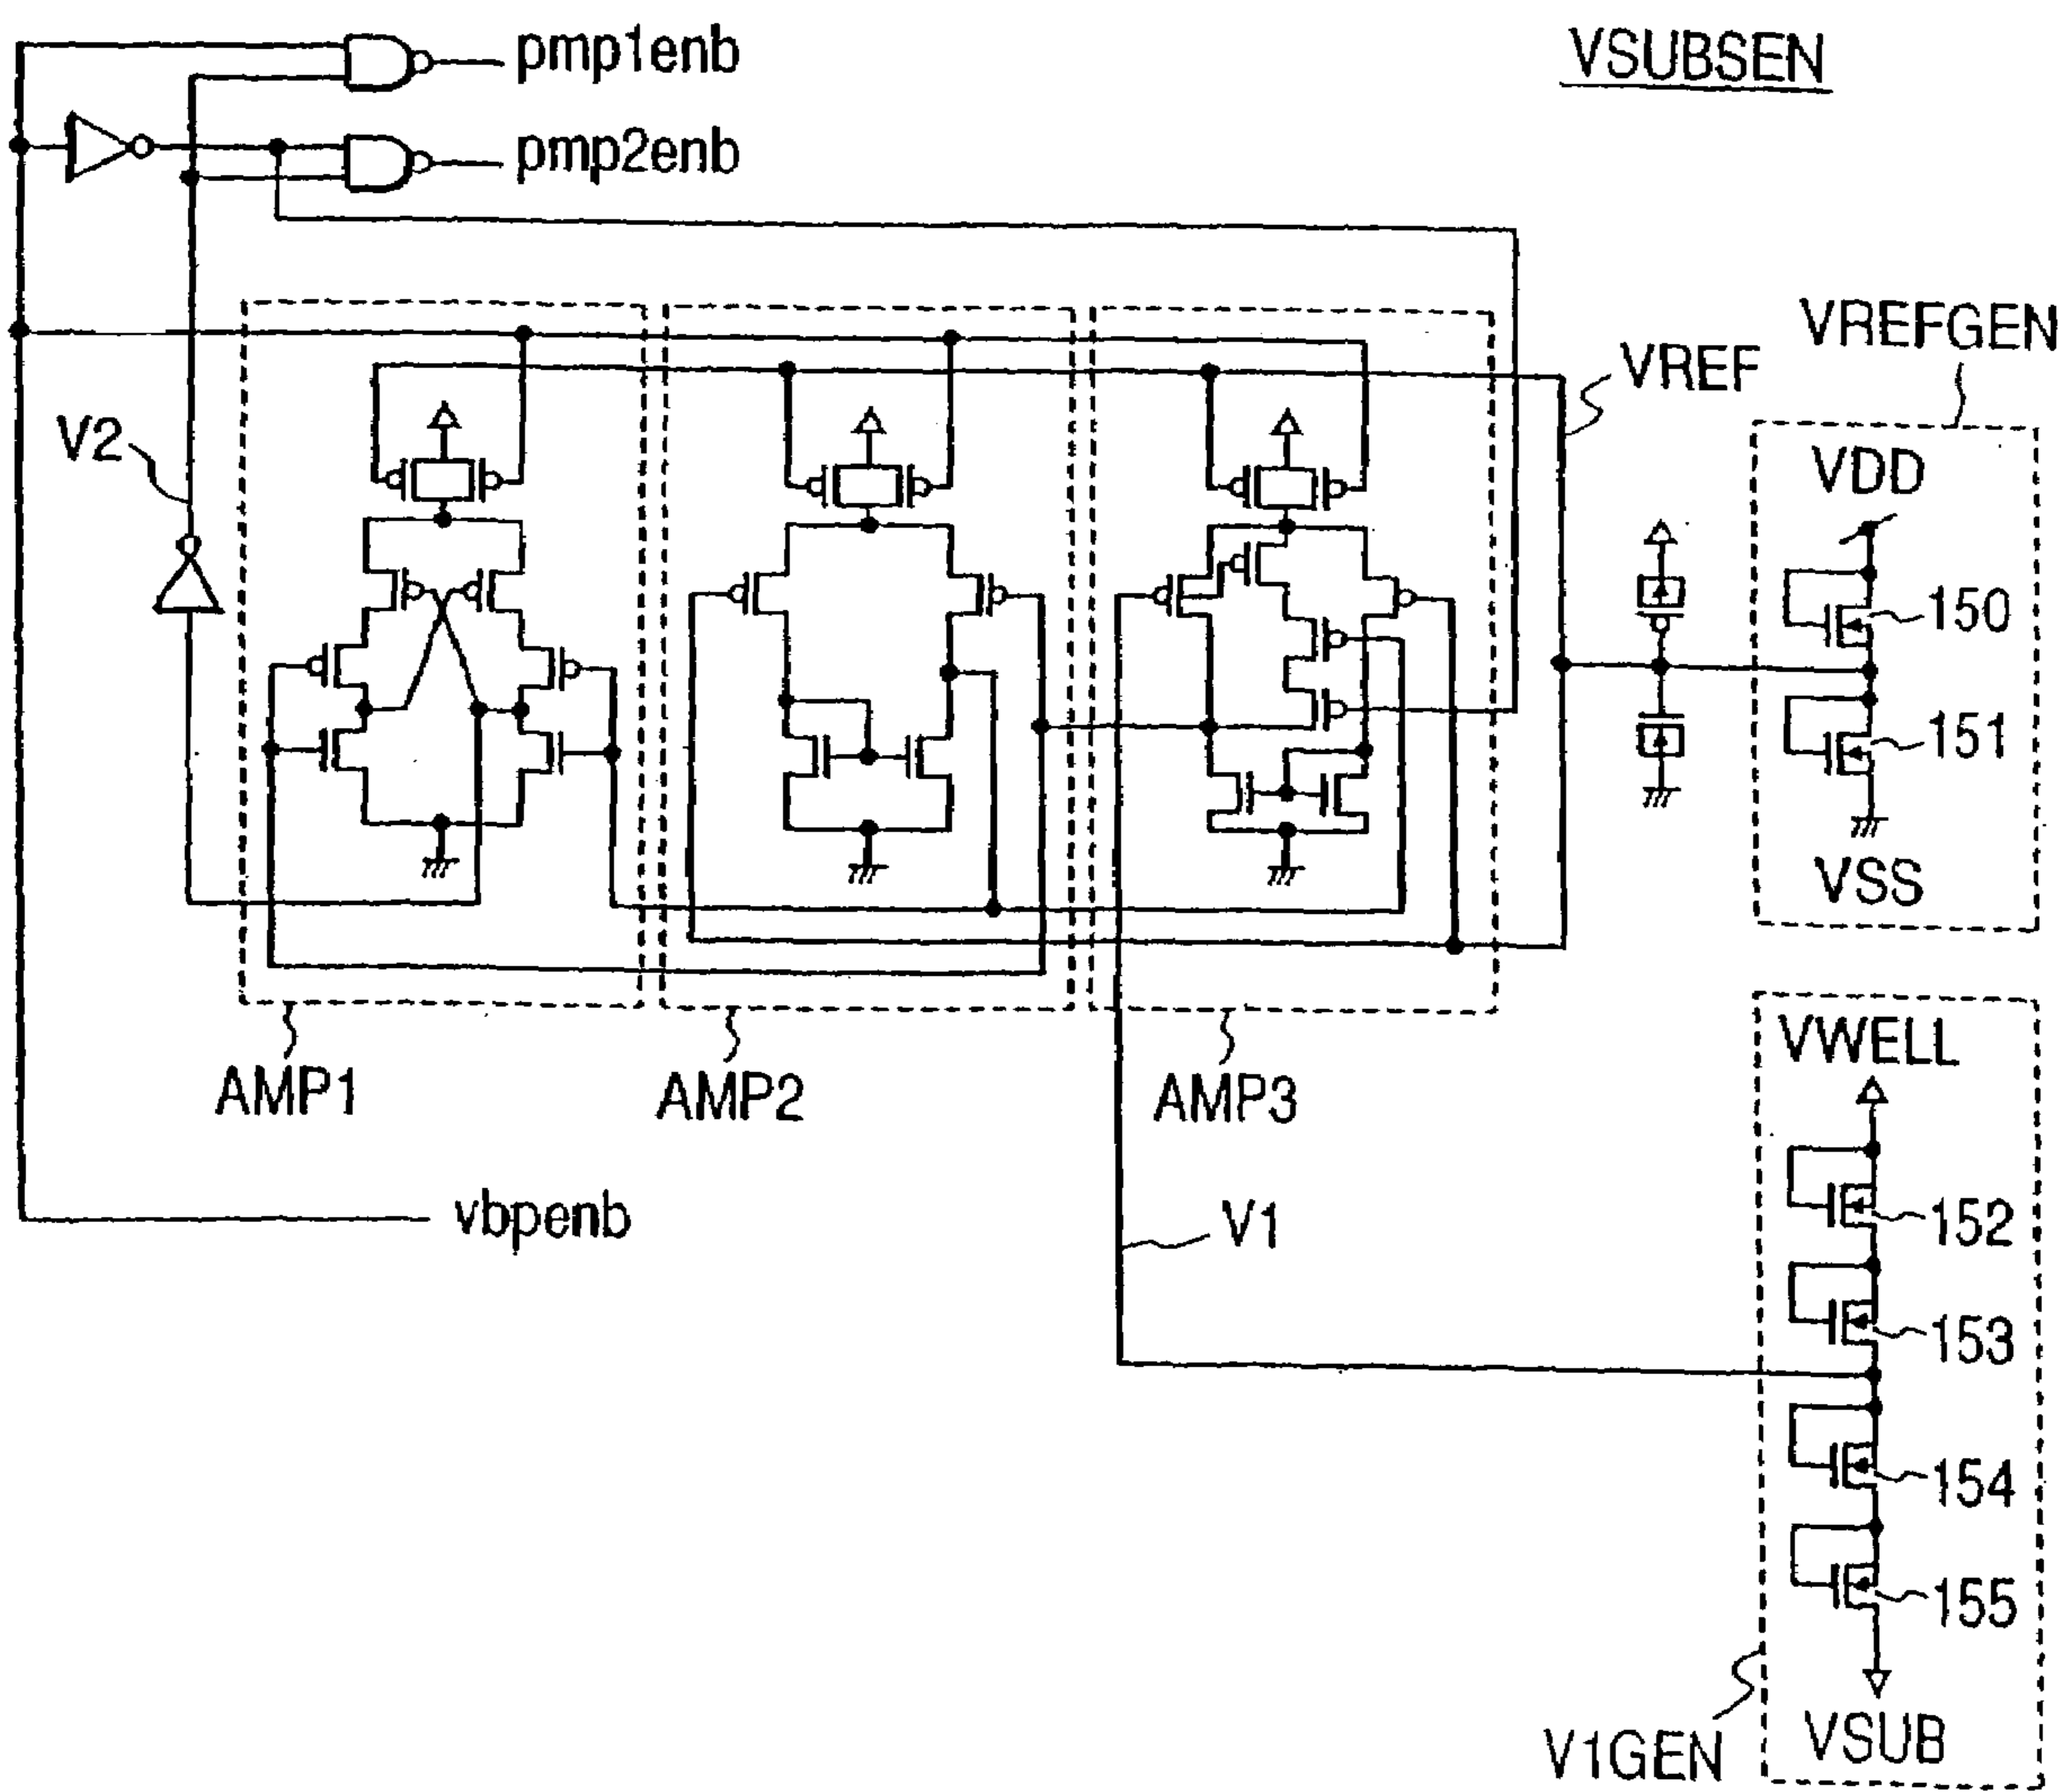 pmp1enb
VSUBSEN
pmp2enb
VREFGEN
VREF
V2
VDD
150
151
VSS
VWELL
AMP1
AMP2
AMP3
152
vbpenb
V1
153
154
155
V1GEN
VSUB